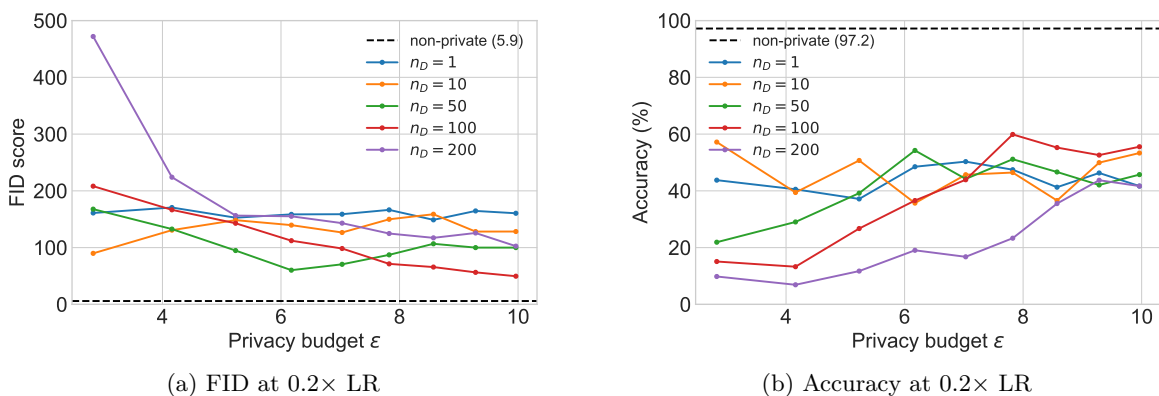 500
400
300
200
100
0
FID score
4
6
8
10
Privacy budget ε
non-private (5.9)
n_D = 1
n_D = 10
n_D = 50
n_D = 100
n_D = 200
(a) FID at 0.2× LR
100
80
60
40
20
0
Accuracy (%)
4
6
8
10
Privacy budget ε
non-private (97.2)
n_D = 1
n_D = 10
n_D = 50
n_D = 100
n_D = 200
(b) Accuracy at 0.2× LR